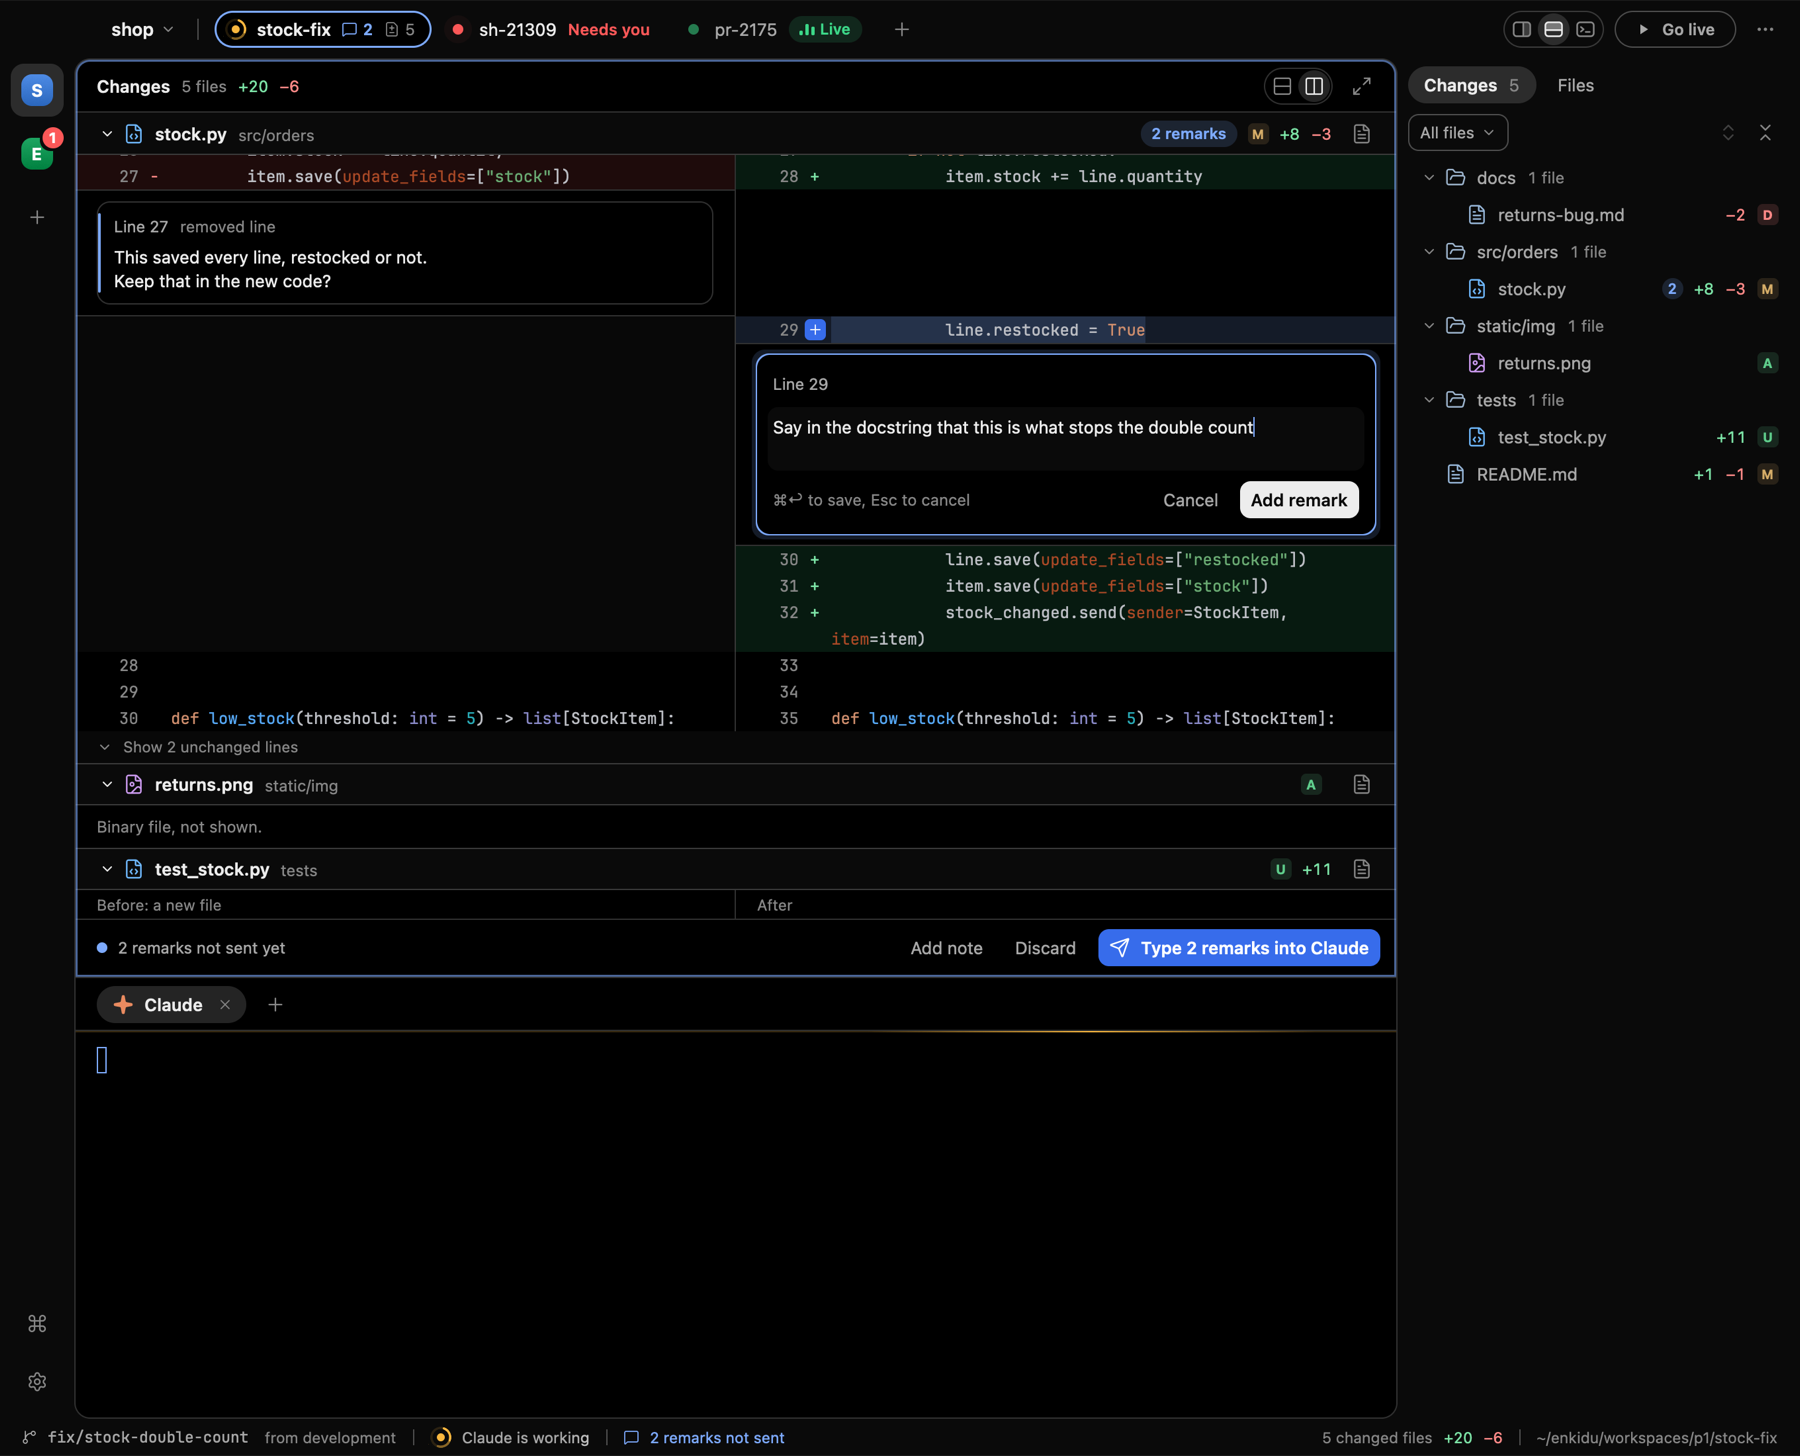 shop
stock-fix 2 5
sh-21309 Needs you
pr-2175 Live
Go live
S
E 1
Changes 5 files +20 −6
stock.py src/orders 2 remarks M +8 −3
27 - item.save(update_fields=["stock"])
28 + item.stock += line.quantity
Line 27 removed line
This saved every line, restocked or not.
Keep that in the new code?
29 + line.restocked = True
Line 29
Say in the docstring that this is what stops the double count
⌘↩ to save, Esc to cancel Cancel Add remark
30 + line.save(update_fields=["restocked"])
31 + item.save(update_fields=["stock"])
32 + stock_changed.send(sender=StockItem,
item=item)
28 33
29 34
30 def low_stock(threshold: int = 5) -> list[StockItem]:
35 def low_stock(threshold: int = 5) -> list[StockItem]:
Show 2 unchanged lines
returns.png static/img A
Binary file, not shown.
test_stock.py tests U +11
Before: a new file After
2 remarks not sent yet Add note Discard Type 2 remarks into Claude
Claude
Changes 5 Files
All files
docs 1 file
returns-bug.md −2 D
src/orders 1 file
stock.py 2 +8 −3 M
static/img 1 file
returns.png A
tests 1 file
test_stock.py +11 U
README.md +1 −1 M
fix/stock-double-count from development Claude is working 2 remarks not sent 5 changed files +20 −6 ~/enkidu/workspaces/p1/stock-fix